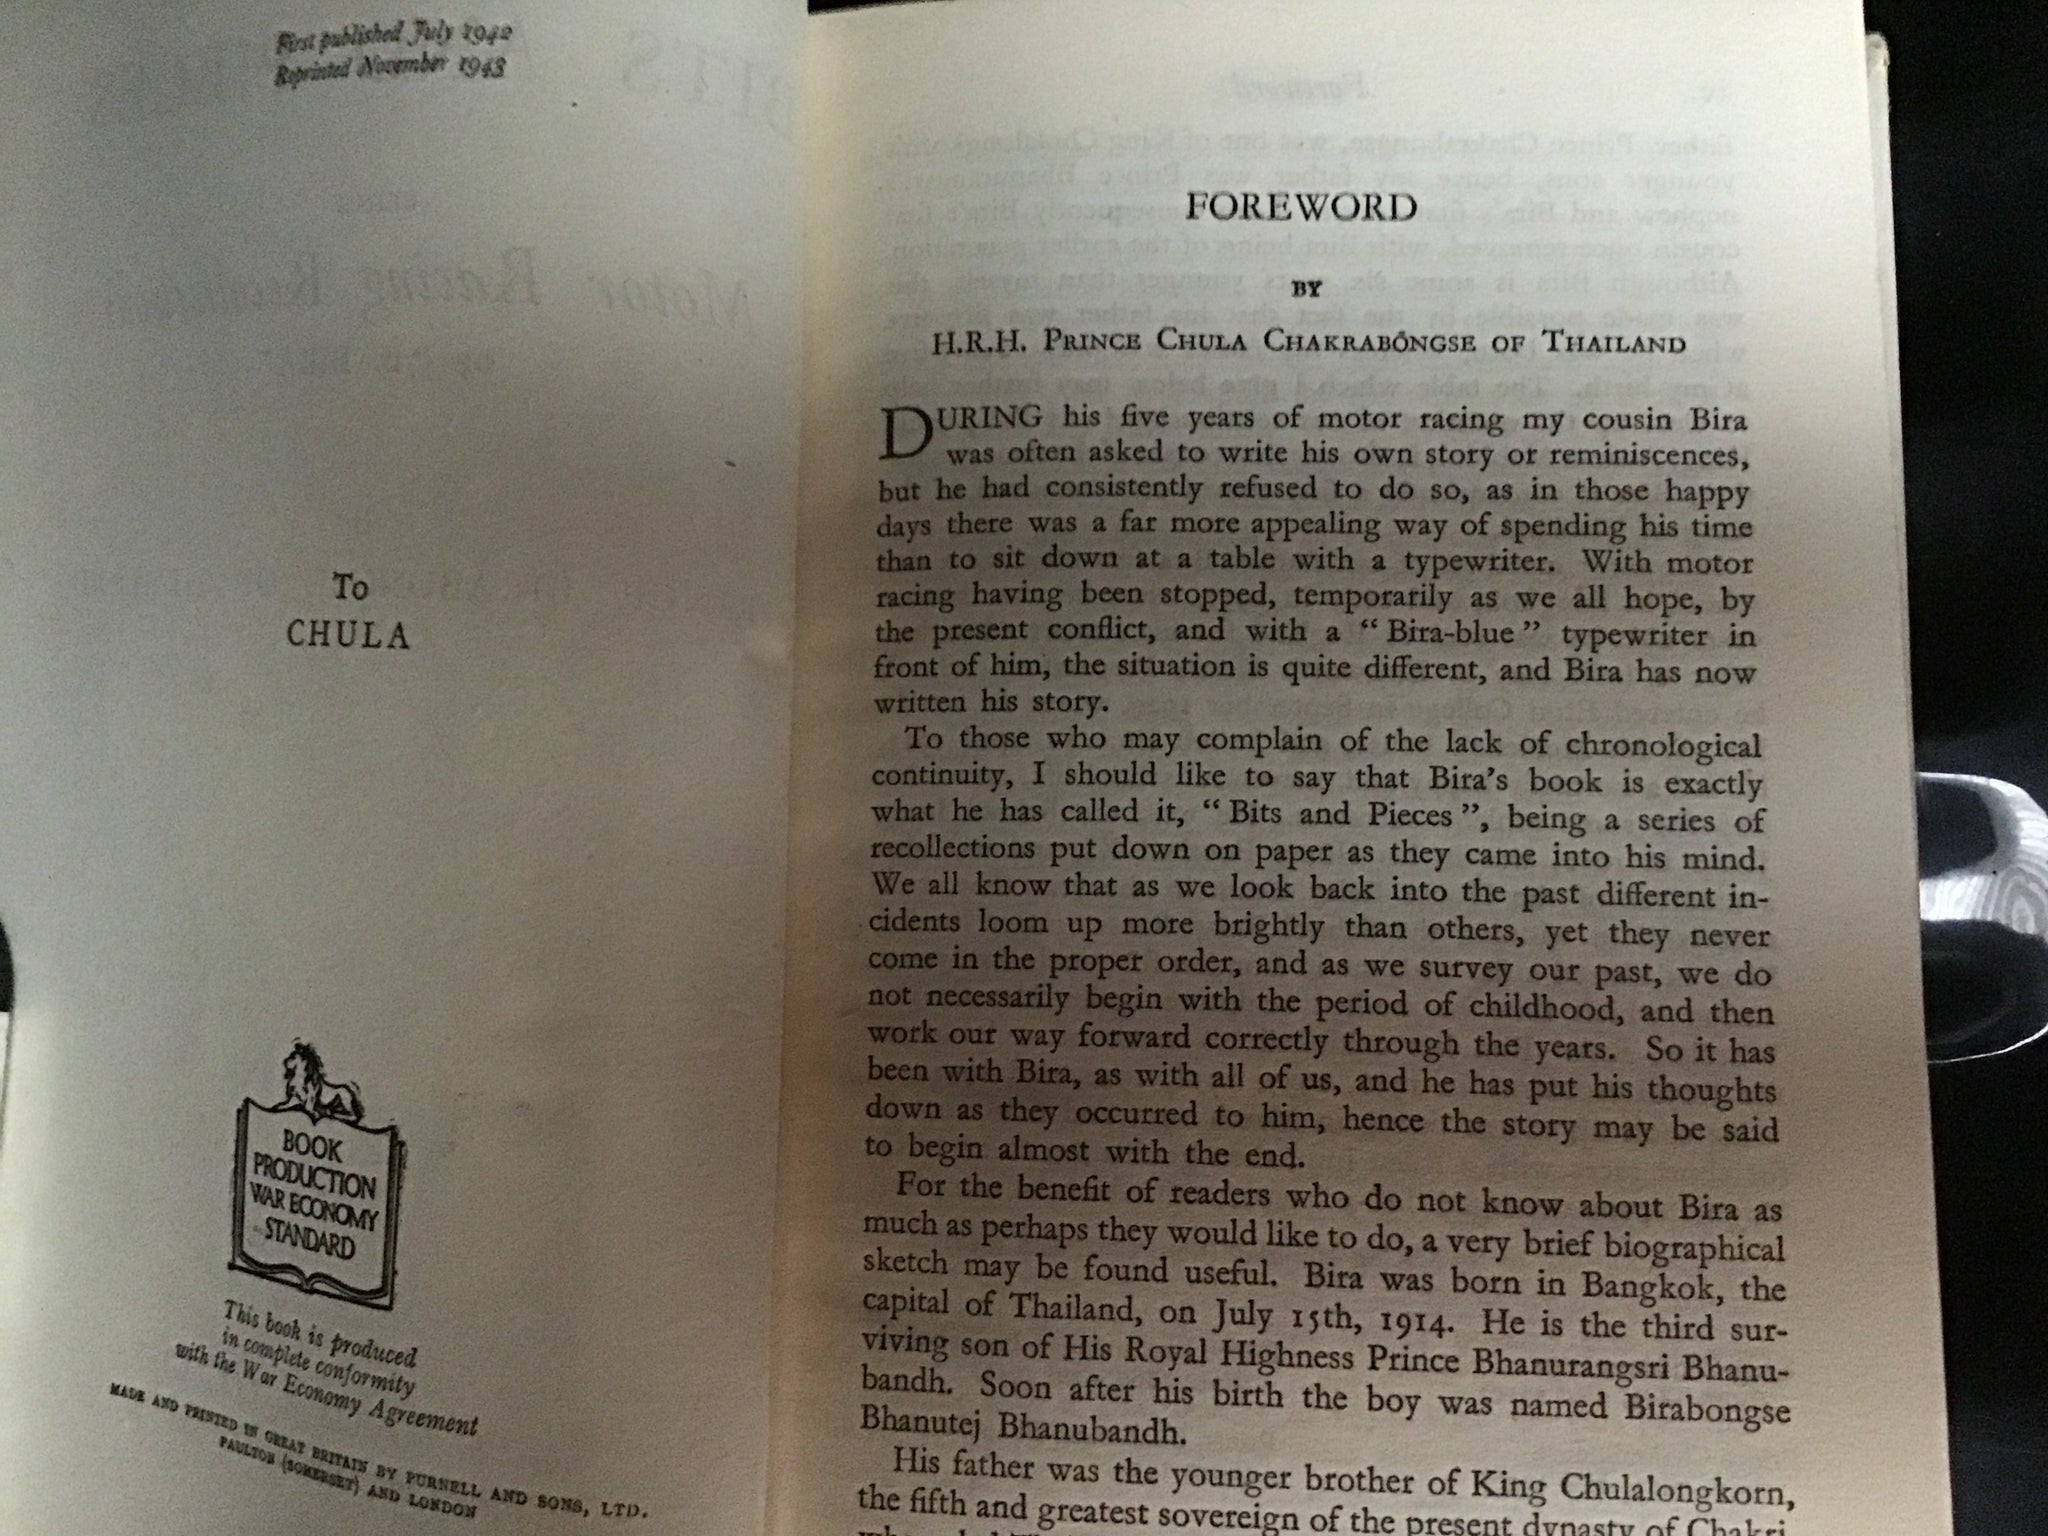 First published July 1942
Reprinted November 1943
To
CHULA
BOOK
PRODUCTION
WAR ECONOMY
STANDARD
This book is produced
in complete conformity
with the War Economy Agreement
MADE AND PRINTED IN GREAT BRITAIN BY PURNELL AND SONS, LTD.
PAULTON (SOMERSET) AND LONDON
FOREWORD
BY
H.R.H. PRINCE CHULA CHAKRABONGSE OF THAILAND
DURING his five years of motor racing my cousin Bira
was often asked to write his own story or reminiscences,
but he had consistently refused to do so, as in those happy
days there was a far more appealing way of spending his time
than to sit down at a table with a typewriter. With motor
racing having been stopped, temporarily as we all hope, by
the present conflict, and with a “Bira-blue” typewriter in
front of him, the situation is quite different, and Bira has now
written his story.
To those who may complain of the lack of chronological
continuity, I should like to say that Bira's book is exactly
what he has called it, “Bits and Pieces”, being a series of
recollections put down on paper as they came into his mind.
We all know that as we look back into the past different in-
cidents loom up more brightly than others, yet they never
come in the proper order, and as we survey our past, we do
not necessarily begin with the period of childhood, and then
work our way forward correctly through the years. So it has
been with Bira, as with all of us, and he has put his thoughts
down as they occurred to him, hence the story may be said
to begin almost with the end.
For the benefit of readers who do not know about Bira as
much as perhaps they would like to do, a very brief biographical
sketch may be found useful. Bira was born in Bangkok, the
capital of Thailand, on July 15th, 1914. He is the third sur-
viving son of His Royal Highness Prince Bhanurangsri Bhanu-
bandh. Soon after his birth the boy was named Birabongse
Bhanutej Bhanubandh.
His father was the younger brother of King Chulalongkorn,
the fifth and greatest sovereign of the present dynasty of Chakri